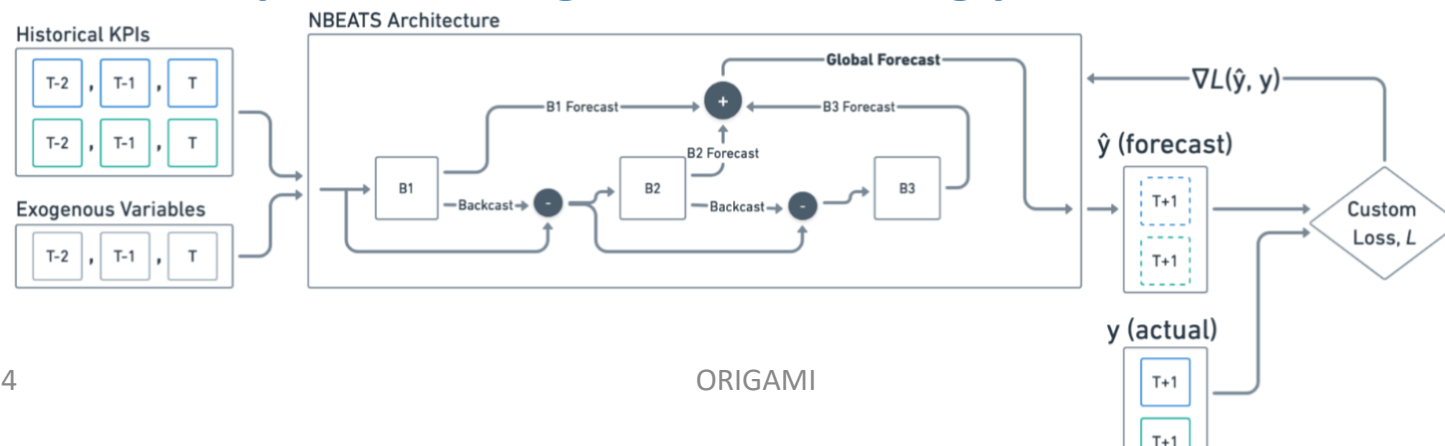 Historical KPIs
T-2 , T-1 , T
T-2 , T-1 , T
Exogenous Variables
T-2 , T-1 , T
NBEATS Architecture
Global Forecast
+
B1 Forecast
B3 Forecast
B2 Forecast
B1
Backcast
-
B2
Backcast
-
B3
∇L(ŷ, y)
ŷ (forecast)
T+1
T+1
Custom
Loss, L
y (actual)
T+1
T+1
4
ORIGAMI